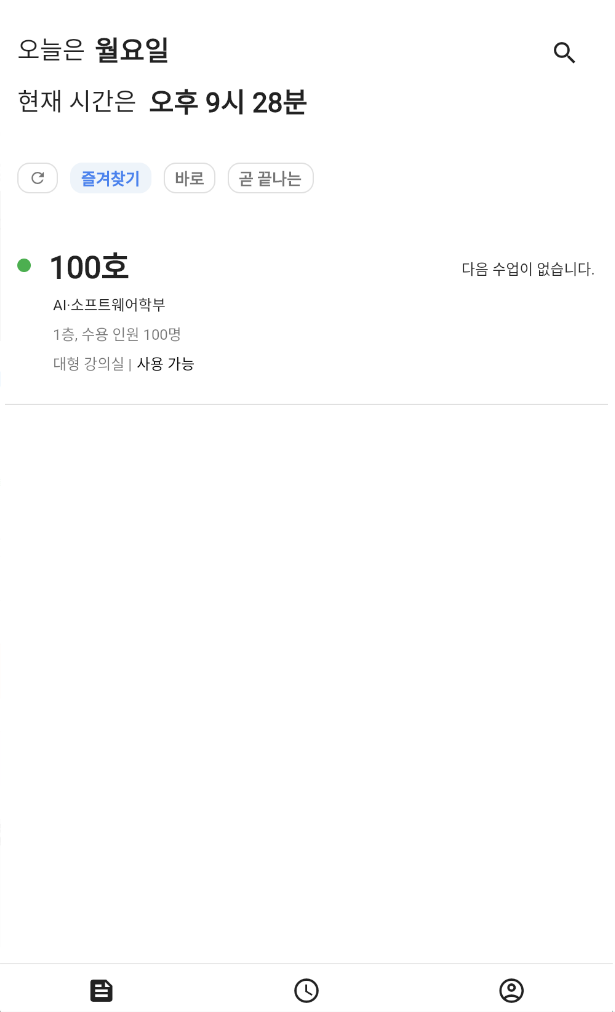 오늘은 월요일
현재 시간은 오후 9시 28분
즐겨찾기 바로 곧 끝나는
100호 다음 수업이 없습니다.
AI·소프트웨어학부
1층, 수용 인원 100명
대형 강의실 | 사용 가능